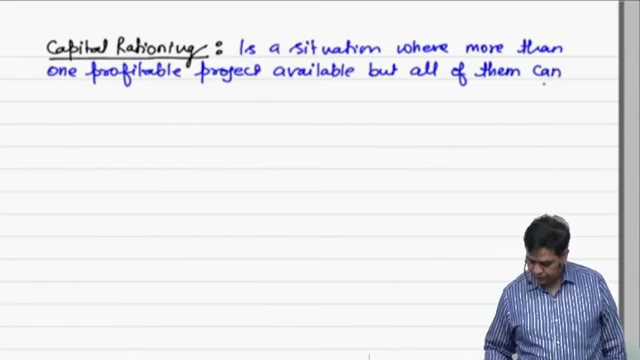 Capital Rationing : Is a situation where more than
one profitable project available but all of them can